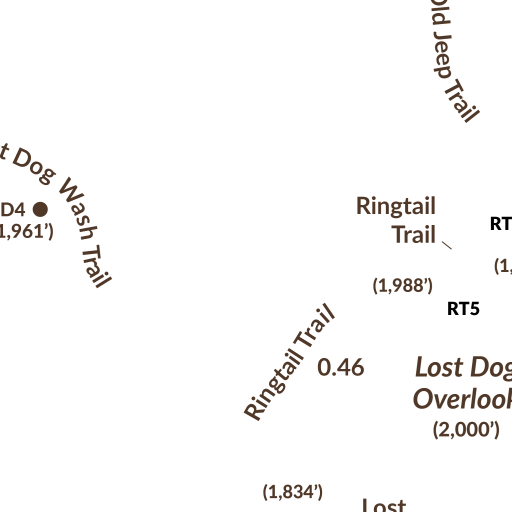 Old Jeep Trail
t Dog Wash Trail
D4
1,961’)
Ringtail
Trail
RT
(1,
(1,988’)
RT5
Ringtail Trail
0.46
Lost Dog
Overlook
(2,000’)
(1,834’)
Lost